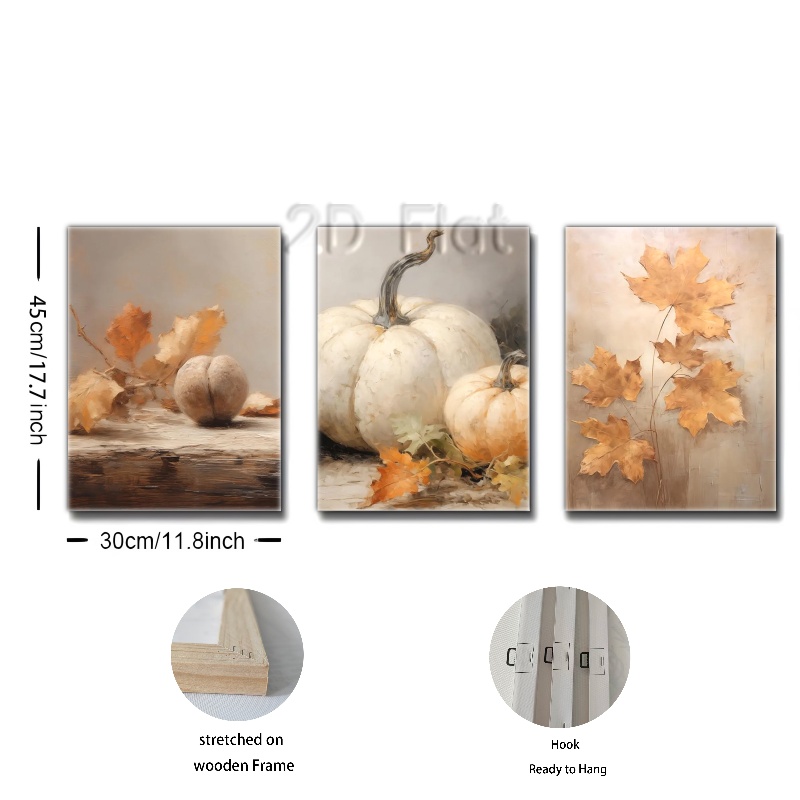 2D Flat
45cm/17.7inch
30cm/11.8inch
stretched on
wooden Frame
Hook
Ready to Hang